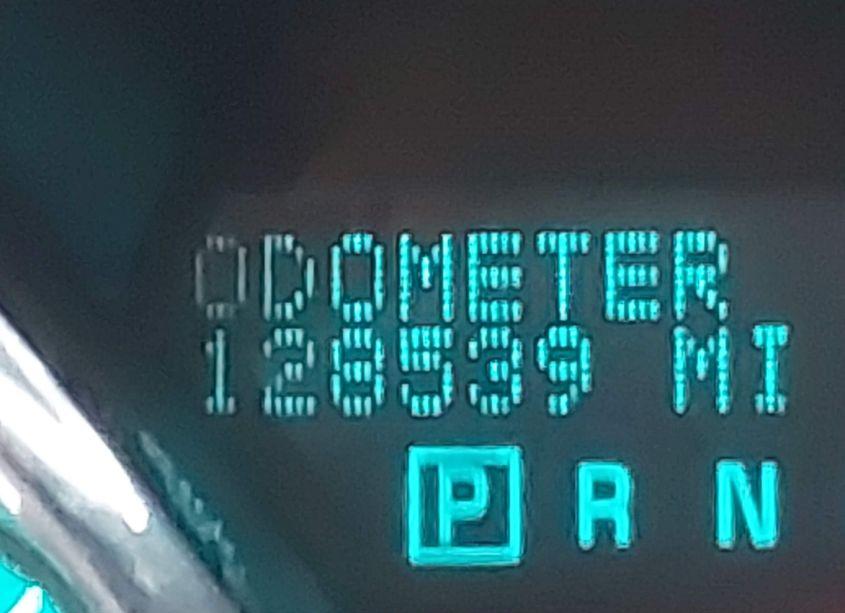 ODOMETER
128539 MI
P R N